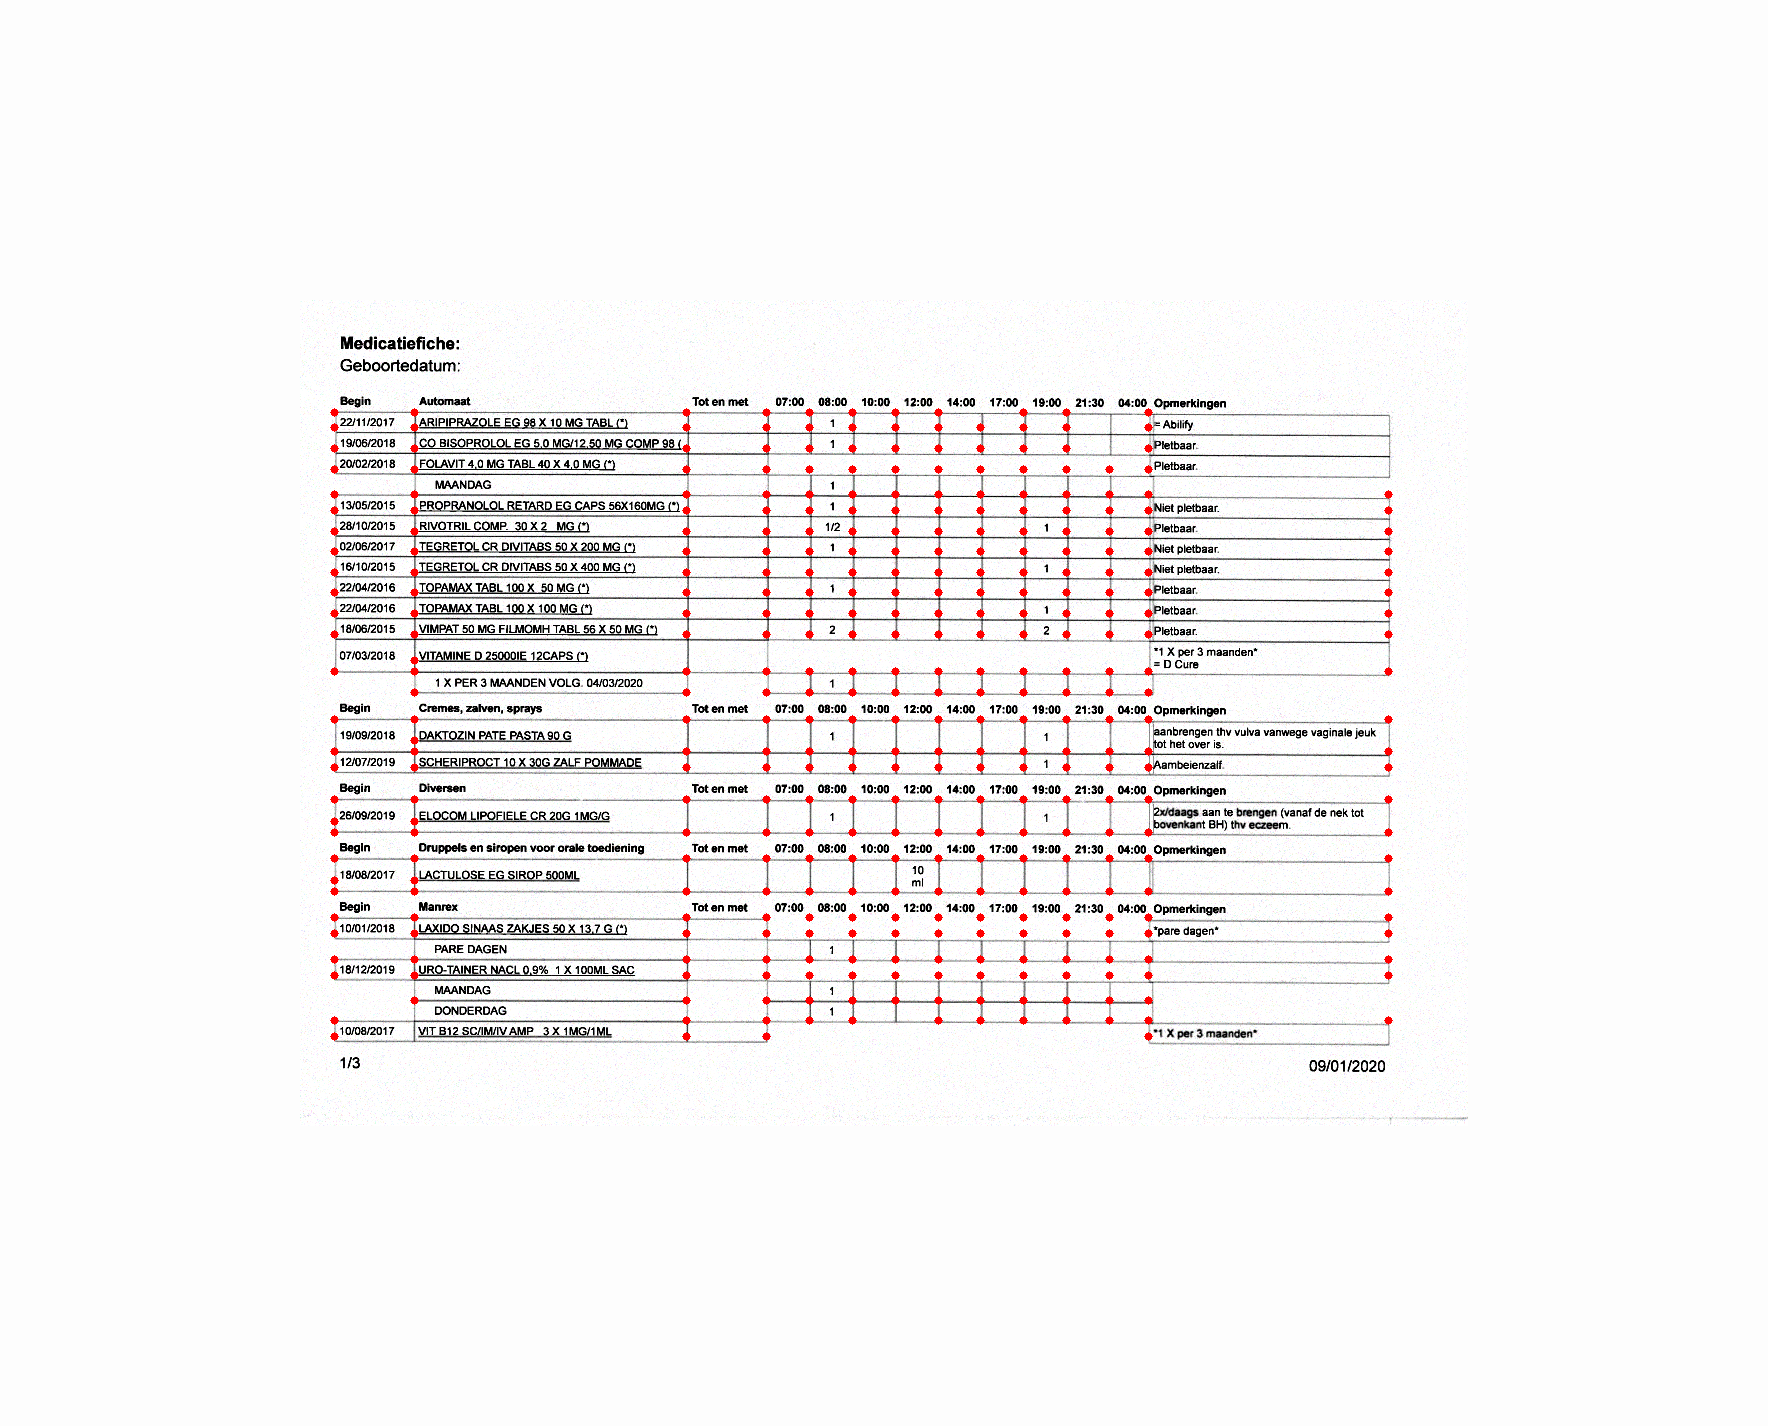 Medicatiefiche:
Geboortedatum:
Begin Automaat Tot en met 07:00 08:00 10:00 12:00 14:00 17:00 19:00 21:30 04:00 Opmerkingen
22/11/2017 ARIPIPRAZOLE EG 98 X 10 MG TABL (*) 1 = Abilify
19/06/2018 CO BISOPROLOL EG 5,0 MG/12,50 MG COMP 98 ( 1 Pletbaar.
20/02/2018 FOLAVIT 4,0 MG TABL 40 X 4,0 MG (*) Pletbaar.
MAANDAG 1
13/05/2015 PROPRANOLOL RETARD EG CAPS 56X160MG (*) 1 Niet pletbaar.
28/10/2015 RIVOTRIL COMP. 30 X 2 MG (*) 1/2 1 Pletbaar.
02/06/2017 TEGRETOL CR DIVITABS 50 X 200 MG (*) 1 Niet pletbaar.
16/10/2015 TEGRETOL CR DIVITABS 50 X 400 MG (*) 1 Niet pletbaar.
22/04/2016 TOPAMAX TABL 100 X 50 MG (*) 1 Pletbaar.
22/04/2016 TOPAMAX TABL 100 X 100 MG (*) 1 Pletbaar.
18/06/2015 VIMPAT 50 MG FILMOMH TABL 56 X 50 MG (*) 2 2 Pletbaar.
07/03/2018 VITAMINE D 25000IE 12CAPS (*) *1 X per 3 maanden*
= D Cure
1 X PER 3 MAANDEN VOLG. 04/03/2020 1
Begin Cremes, zalven, sprays Tot en met 07:00 08:00 10:00 12:00 14:00 17:00 19:00 21:30 04:00 Opmerkingen
19/09/2018 DAKTOZIN PATE PASTA 90 G 1 1 aanbrengen thv vulva vanwege vaginale jeuk
tot het over is.
12/07/2019 SCHERIPROCT 10 X 30G ZALF POMMADE 1 Aambeienzalf.
Begin Diversen Tot en met 07:00 08:00 10:00 12:00 14:00 17:00 19:00 21:30 04:00 Opmerkingen
26/09/2019 ELOCOM LIPOFIELE CR 20G 1MG/G 1 1 2x/daags aan te brengen (vanaf de nek tot
bovenkant BH) thv eczeem.
Begin Druppels en siropen voor orale toediening Tot en met 07:00 08:00 10:00 12:00 14:00 17:00 19:00 21:30 04:00 Opmerkingen
18/08/2017 LACTULOSE EG SIROP 500ML 10
ml
Begin Manrex Tot en met 07:00 08:00 10:00 12:00 14:00 17:00 19:00 21:30 04:00 Opmerkingen
10/01/2018 LAXIDO SINAAS ZAKJES 50 X 13,7 G (*) *pare dagen*
PARE DAGEN 1
18/12/2019 URO-TAINER NACL 0,9% 1 X 100ML SAC
MAANDAG 1
DONDERDAG 1
10/08/2017 VIT B12 SC/IM/IV AMP 3 X 1MG/1ML *1 X per 3 maanden*
1/3 09/01/2020